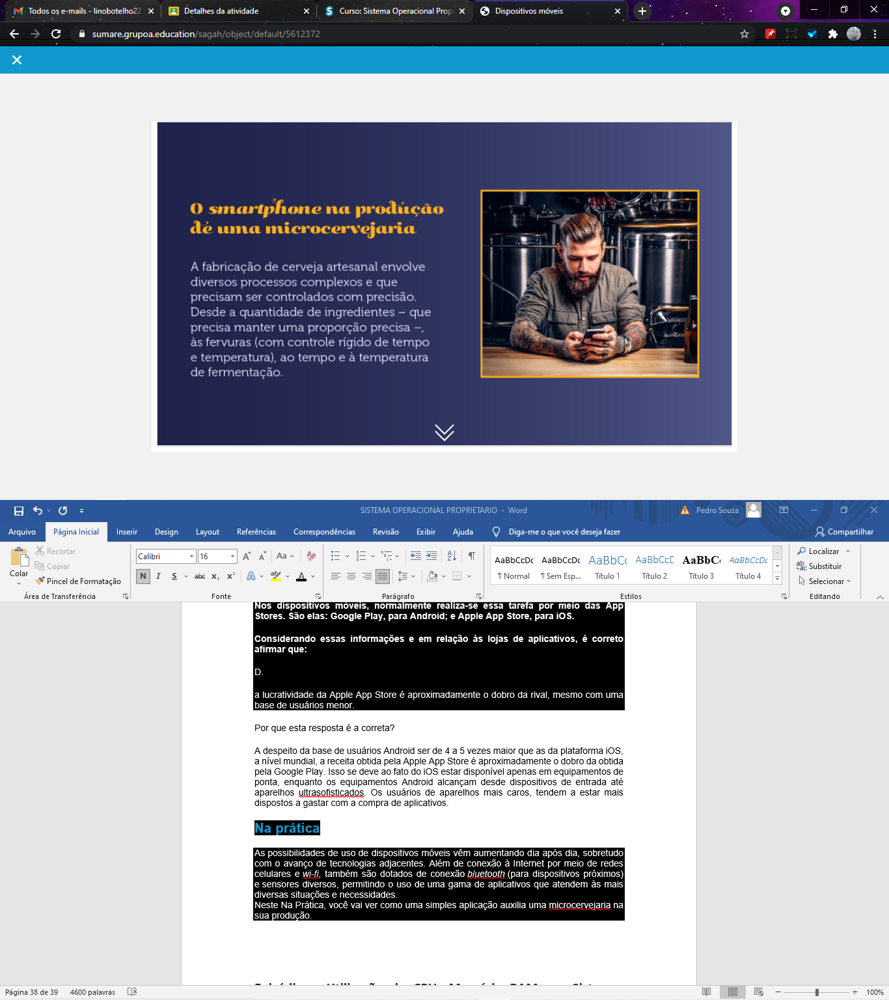 Todos os e-mails - linobotelho22
Detalhes da atividade
Curso: Sistema Operacional Prop
Dispositivos móveis
sumare.grupoa.education/sagah/object/default/5612372
O smartphone na produção
de uma microcervejaria
A fabricação de cerveja artesanal envolve
diversos processos complexos e que
precisam ser controlados com precisão.
Desde a quantidade de ingredientes – que
precisa manter uma proporção precisa –,
às fervuras (com controle rígido de tempo
e temperatura), ao tempo e à temperatura
de fermentação.
SISTEMA OPERACIONAL PROPRIETARIO - Word
Pedro Souza
Arquivo Página Inicial Inserir Design Layout Referências Correspondências Revisão Exibir Ajuda Diga-me o que você deseja fazer Compartilhar
Colar
Recortar
Copiar
Pincel de Formatação
Área de Transferência
Calibri 16
Aa
N I S abc x₂ x² A A
Fonte
Parágrafo
AaBbCcDc AaBbCcDc AaBbCc AaBbCcD AaBbCc AaBbCcDc
¶ Normal ¶ Sem Esp... Título 1 Título 2 Título 3 Título 4
Estilos
Localizar
Substituir
Selecionar
Editando
Nos dispositivos móveis, normalmente realiza-se essa tarefa por meio das App
Stores. São elas: Google Play, para Android; e Apple App Store, para iOS.
Considerando essas informações e em relação às lojas de aplicativos, é correto
afirmar que:
D.
a lucratividade da Apple App Store é aproximadamente o dobro da rival, mesmo com uma
base de usuários menor.
Por que esta resposta é a correta?
A despeito da base de usuários Android ser de 4 a 5 vezes maior que as da plataforma iOS,
a nível mundial, a receita obtida pela Apple App Store é aproximadamente o dobro da obtida
pela Google Play. Isso se deve ao fato do iOS estar disponível apenas em equipamentos de
ponta, enquanto os equipamentos Android alcançam desde dispositivos de entrada até
aparelhos ultrasofisticados. Os usuários de aparelhos mais caros, tendem a estar mais
dispostos a gastar com a compra de aplicativos.
Na prática
As possibilidades de uso de dispositivos móveis vêm aumentando dia após dia, sobretudo
com o avanço de tecnologias adjacentes. Além de conexão à Internet por meio de redes
celulares e wi-fi, também são dotados de conexão bluetooth (para dispositivos próximos)
e sensores diversos, permitindo o uso de uma gama de aplicativos que atendem às mais
diversas situações e necessidades.
Neste Na Prática, você vai ver como uma simples aplicação auxilia uma microcervejaria na
sua produção.
Página 38 de 39 4600 palavras 100%